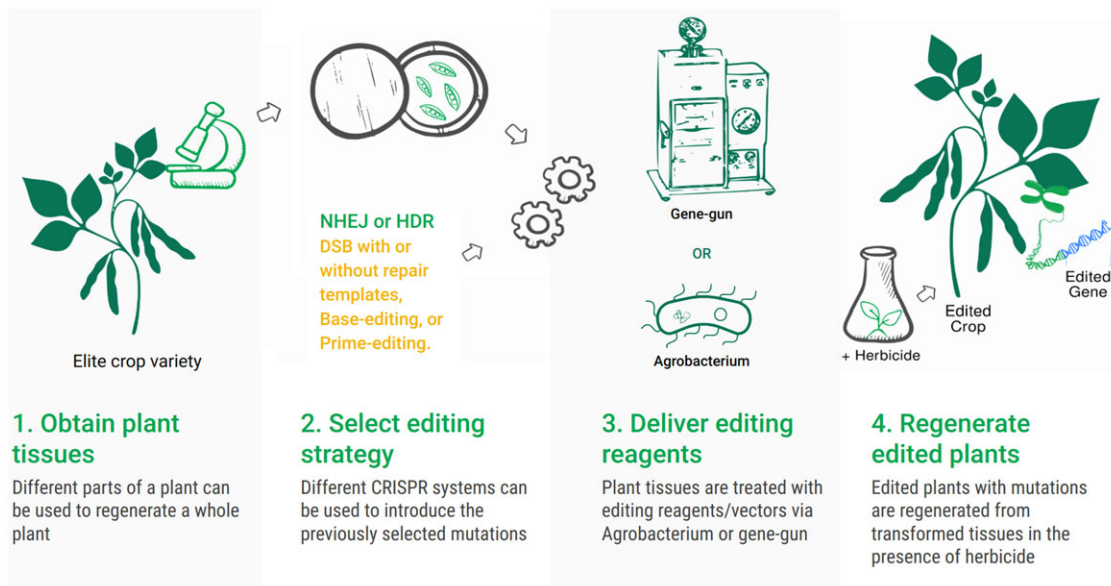 Elite crop variety
1. Obtain plant
tissues
Different parts of a plant can
be used to regenerate a whole
plant
NHEJ or HDR
DSB with or
without repair
templates,
Base-editing, or
Prime-editing.
2. Select editing
strategy
Different CRISPR systems can
be used to introduce the
previously selected mutations
Gene-gun
OR
Agrobacterium
3. Deliver editing
reagents
Plant tissues are treated with
editing reagents/vectors via
Agrobacterium or gene-gun
+ Herbicide
Edited
Crop
Edited
Gene
4. Regenerate
edited plants
Edited plants with mutations
are regenerated from
transformed tissues in the
presence of herbicide